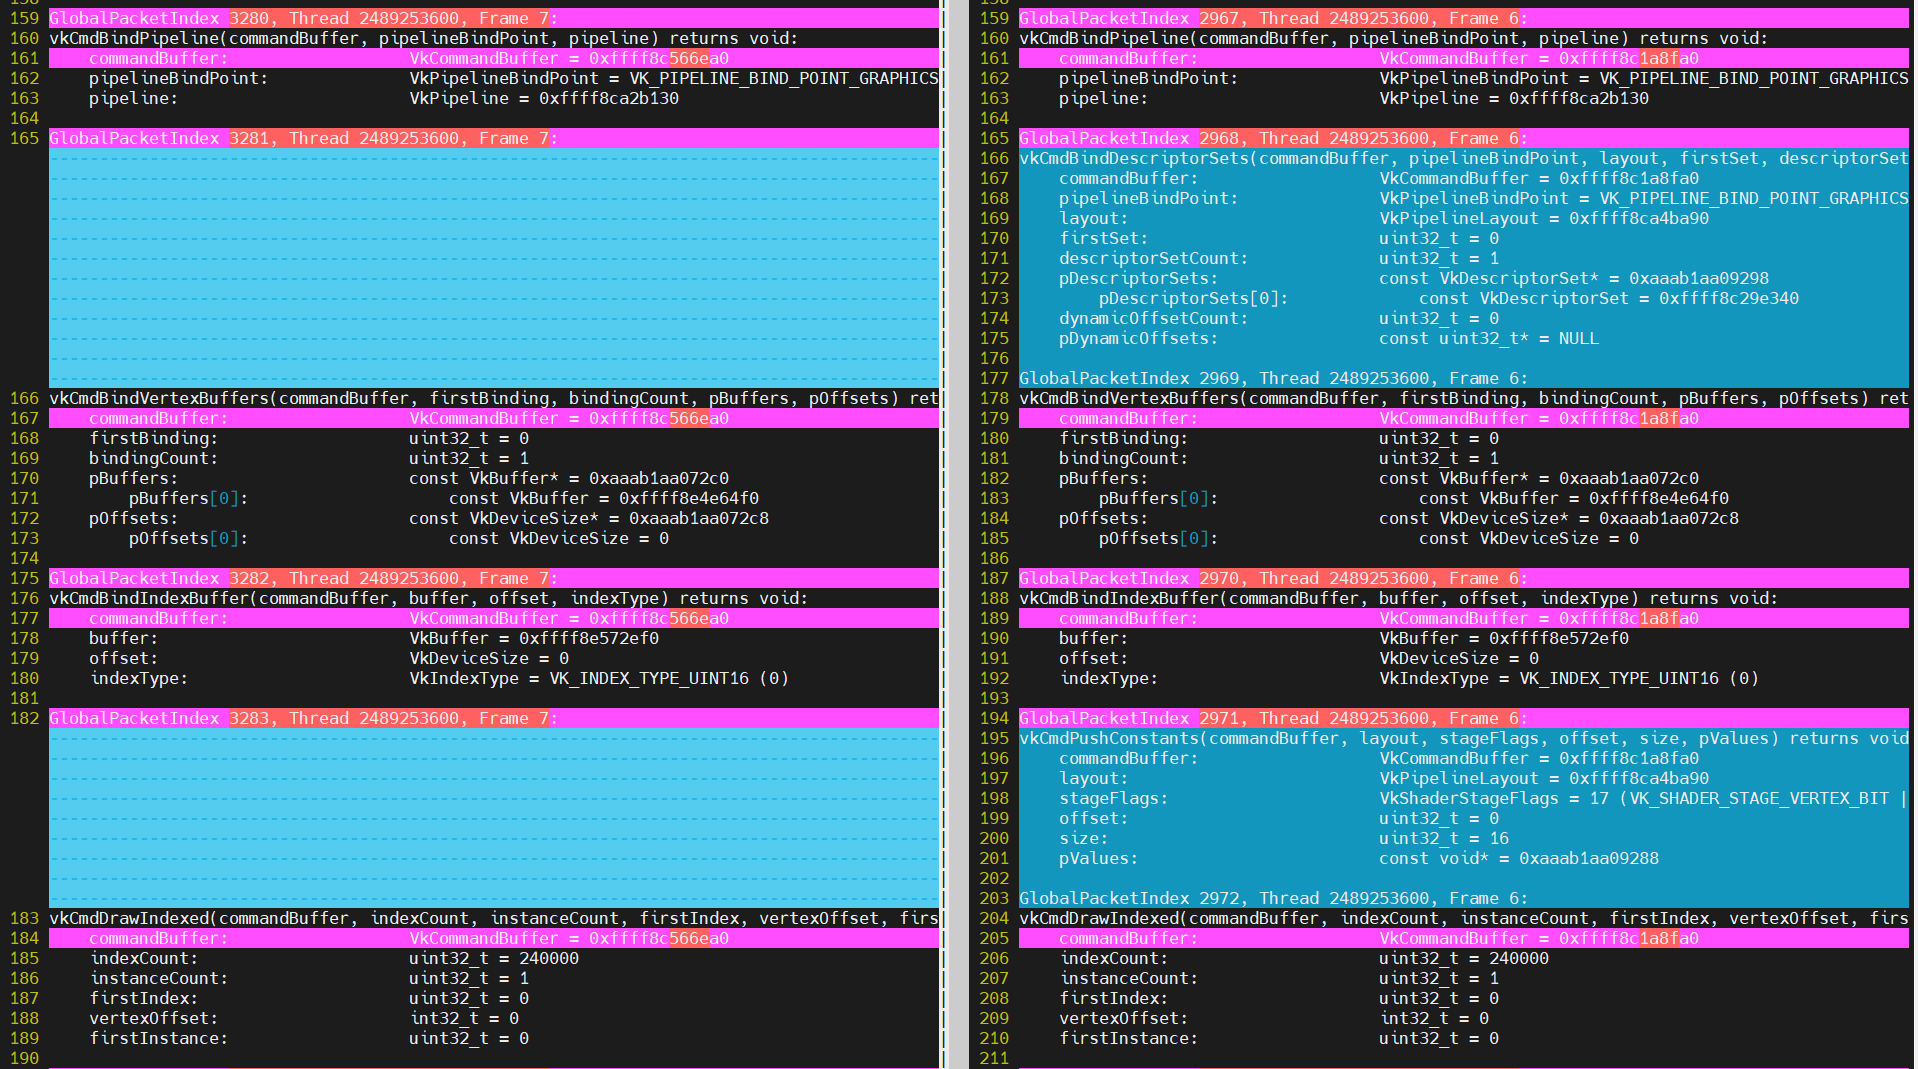 159 GlobalPacketIndex 3280, Thread 2489253600, Frame 7:
160 vkCmdBindPipeline(commandBuffer, pipelineBindPoint, pipeline) returns void:
161     commandBuffer:                  VkCommandBuffer = 0xffff8c566ea0
162     pipelineBindPoint:              VkPipelineBindPoint = VK_PIPELINE_BIND_POINT_GRAPHICS
163     pipeline:                       VkPipeline = 0xffff8ca2b130
164
165 GlobalPacketIndex 3281, Thread 2489253600, Frame 7:
166 vkCmdBindVertexBuffers(commandBuffer, firstBinding, bindingCount, pBuffers, pOffsets) ret
167     commandBuffer:                  VkCommandBuffer = 0xffff8c566ea0
168     firstBinding:                   uint32_t = 0
169     bindingCount:                   uint32_t = 1
170     pBuffers:                       const VkBuffer* = 0xaaab1aa072c0
171         pBuffers[0]:                    const VkBuffer = 0xffff8e4e64f0
172     pOffsets:                       const VkDeviceSize* = 0xaaab1aa072c8
173         pOffsets[0]:                    const VkDeviceSize = 0
174
175 GlobalPacketIndex 3282, Thread 2489253600, Frame 7:
176 vkCmdBindIndexBuffer(commandBuffer, buffer, offset, indexType) returns void:
177     commandBuffer:                  VkCommandBuffer = 0xffff8c566ea0
178     buffer:                         VkBuffer = 0xffff8e572ef0
179     offset:                         VkDeviceSize = 0
180     indexType:                      VkIndexType = VK_INDEX_TYPE_UINT16 (0)
181
182 GlobalPacketIndex 3283, Thread 2489253600, Frame 7:
183 vkCmdDrawIndexed(commandBuffer, indexCount, instanceCount, firstIndex, vertexOffset, firs
184     commandBuffer:                  VkCommandBuffer = 0xffff8c566ea0
185     indexCount:                     uint32_t = 240000
186     instanceCount:                  uint32_t = 1
187     firstIndex:                     uint32_t = 0
188     vertexOffset:                   int32_t = 0
189     firstInstance:                  uint32_t = 0
190
159 GlobalPacketIndex 2967, Thread 2489253600, Frame 6:
160 vkCmdBindPipeline(commandBuffer, pipelineBindPoint, pipeline) returns void:
161     commandBuffer:                  VkCommandBuffer = 0xffff8c1a8fa0
162     pipelineBindPoint:              VkPipelineBindPoint = VK_PIPELINE_BIND_POINT_GRAPHICS
163     pipeline:                       VkPipeline = 0xffff8ca2b130
164
165 GlobalPacketIndex 2968, Thread 2489253600, Frame 6:
166 vkCmdBindDescriptorSets(commandBuffer, pipelineBindPoint, layout, firstSet, descriptorSet
167     commandBuffer:                  VkCommandBuffer = 0xffff8c1a8fa0
168     pipelineBindPoint:              VkPipelineBindPoint = VK_PIPELINE_BIND_POINT_GRAPHICS
169     layout:                         VkPipelineLayout = 0xffff8ca4ba90
170     firstSet:                       uint32_t = 0
171     descriptorSetCount:             uint32_t = 1
172     pDescriptorSets:                const VkDescriptorSet* = 0xaaab1aa09298
173         pDescriptorSets[0]:             const VkDescriptorSet = 0xffff8c29e340
174     dynamicOffsetCount:             uint32_t = 0
175     pDynamicOffsets:                const uint32_t* = NULL
176
177 GlobalPacketIndex 2969, Thread 2489253600, Frame 6:
178 vkCmdBindVertexBuffers(commandBuffer, firstBinding, bindingCount, pBuffers, pOffsets) ret
179     commandBuffer:                  VkCommandBuffer = 0xffff8c1a8fa0
180     firstBinding:                   uint32_t = 0
181     bindingCount:                   uint32_t = 1
182     pBuffers:                       const VkBuffer* = 0xaaab1aa072c0
183         pBuffers[0]:                    const VkBuffer = 0xffff8e4e64f0
184     pOffsets:                       const VkDeviceSize* = 0xaaab1aa072c8
185         pOffsets[0]:                    const VkDeviceSize = 0
186
187 GlobalPacketIndex 2970, Thread 2489253600, Frame 6:
188 vkCmdBindIndexBuffer(commandBuffer, buffer, offset, indexType) returns void:
189     commandBuffer:                  VkCommandBuffer = 0xffff8c1a8fa0
190     buffer:                         VkBuffer = 0xffff8e572ef0
191     offset:                         VkDeviceSize = 0
192     indexType:                      VkIndexType = VK_INDEX_TYPE_UINT16 (0)
193
194 GlobalPacketIndex 2971, Thread 2489253600, Frame 6:
195 vkCmdPushConstants(commandBuffer, layout, stageFlags, offset, size, pValues) returns void
196     commandBuffer:                  VkCommandBuffer = 0xffff8c1a8fa0
197     layout:                         VkPipelineLayout = 0xffff8ca4ba90
198     stageFlags:                     VkShaderStageFlags = 17 (VK_SHADER_STAGE_VERTEX_BIT |
199     offset:                         uint32_t = 0
200     size:                           uint32_t = 16
201     pValues:                        const void* = 0xaaab1aa09288
202
203 GlobalPacketIndex 2972, Thread 2489253600, Frame 6:
204 vkCmdDrawIndexed(commandBuffer, indexCount, instanceCount, firstIndex, vertexOffset, firs
205     commandBuffer:                  VkCommandBuffer = 0xffff8c1a8fa0
206     indexCount:                     uint32_t = 240000
207     instanceCount:                  uint32_t = 1
208     firstIndex:                     uint32_t = 0
209     vertexOffset:                   int32_t = 0
210     firstInstance:                  uint32_t = 0
211